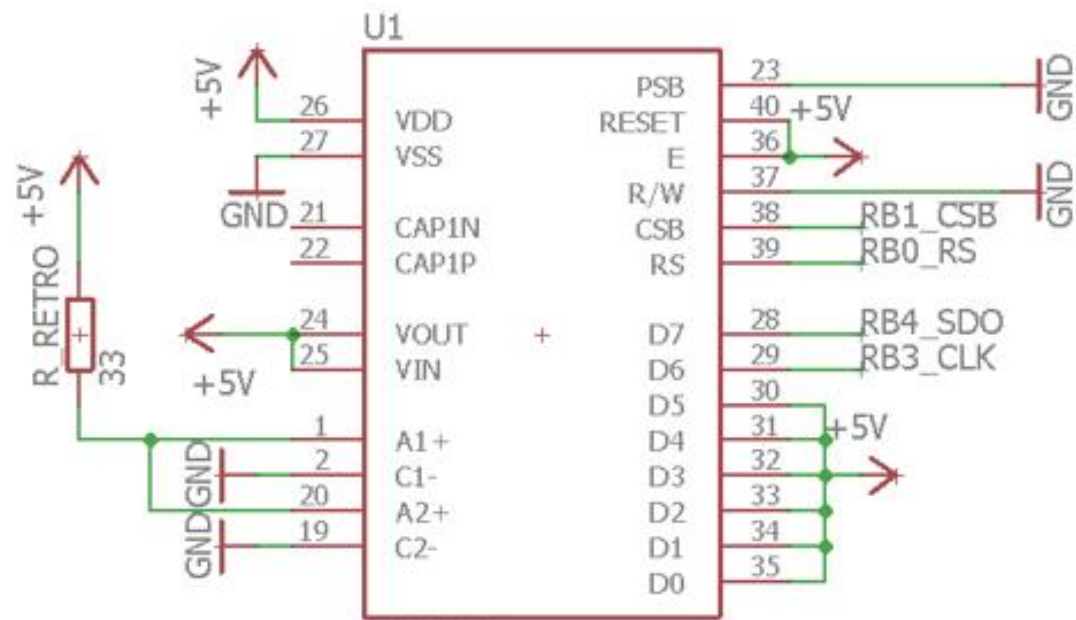 U1
+5V
26 VDD
27 VSS
GND
21 CAP1N
22 CAP1P
+5V
R_RETRO
33
24 VOUT
25 VIN
+5V
1 A1+
2 C1-
GND
20 A2+
19 C2-
GND
PSB 23
GND
RESET 40
+5V
E 36
R/W 37
GND
CSB 38 RB1_CSB
RS 39 RB0_RS
D7 28 RB4_SDO
D6 29 RB3_CLK
D5 30
D4 31
+5V
D3 32
D2 33
D1 34
D0 35